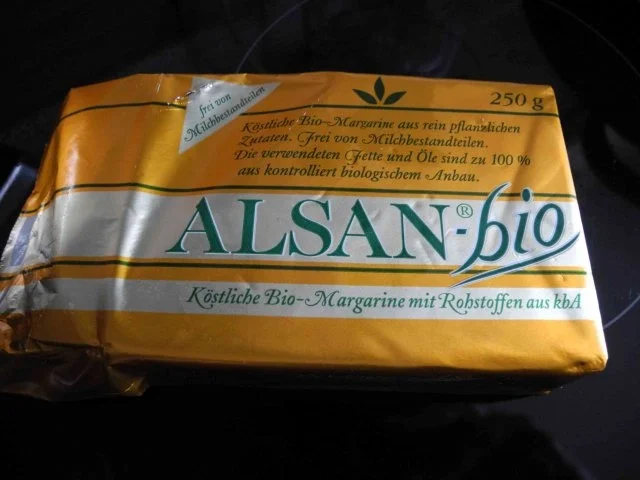 frei von
Milchbestandteilen
250 g
Köstliche Bio-Margarine aus rein pflanzlichen
Zutaten. Frei von Milchbestandteilen.
Die verwendeten Fette und Öle sind zu 100 %
aus kontrolliert biologischem Anbau.
ALSAN®-bio
Köstliche Bio-Margarine mit Rohstoffen aus kbA